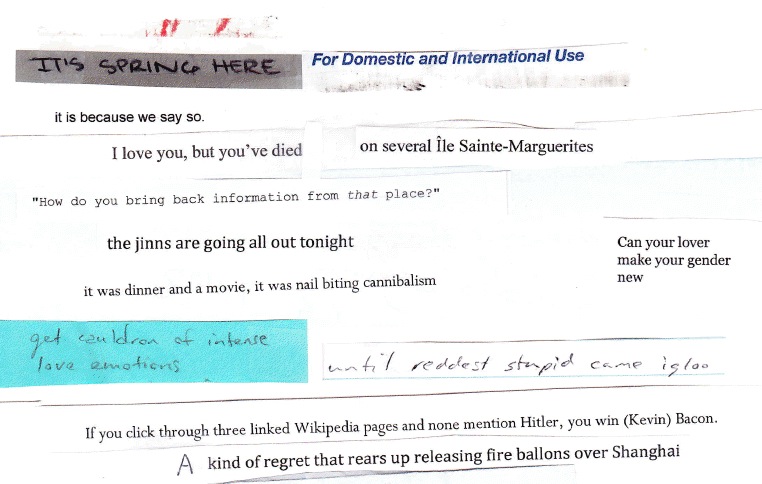 IT'S SPRING HERE
For Domestic and International Use
it is because we say so.
I love you, but you've died
on several Île Sainte-Marguerites
"How do you bring back information from that place?"
the jinns are going all out tonight
Can your lover
make your gender
new
it was dinner and a movie, it was nail biting cannibalism
get cauldron of intense
love emotions
until reddest stupid came igloo
If you click through three linked Wikipedia pages and none mention Hitler, you win (Kevin) Bacon.
A kind of regret that rears up releasing fire ballons over Shanghai